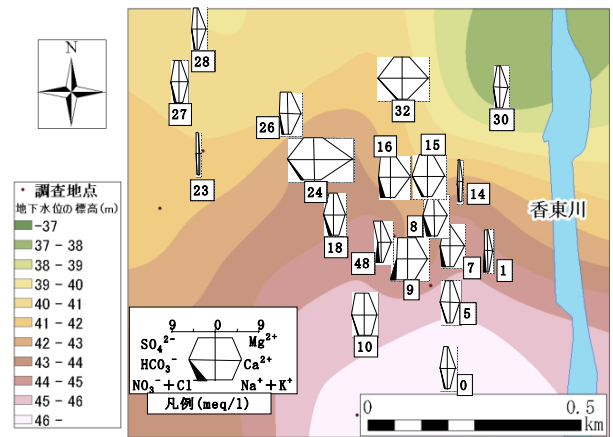 N
28
27
26
32
30
23
24
16
15
14
18
8
48
9
7
1
10
5
0
香東川
調査地点
地下水位の標高(m)
-37
37 - 38
38 - 39
39 - 40
40 - 41
41 - 42
42 - 43
43 - 44
44 - 45
45 - 46
46 -
9 0 9
SO₄²⁻ Mg²⁺
HCO₃⁻ Ca²⁺
NO₃⁻＋Cl⁻ Na⁺＋K⁺
凡例(meq/l)
0 0.5
km